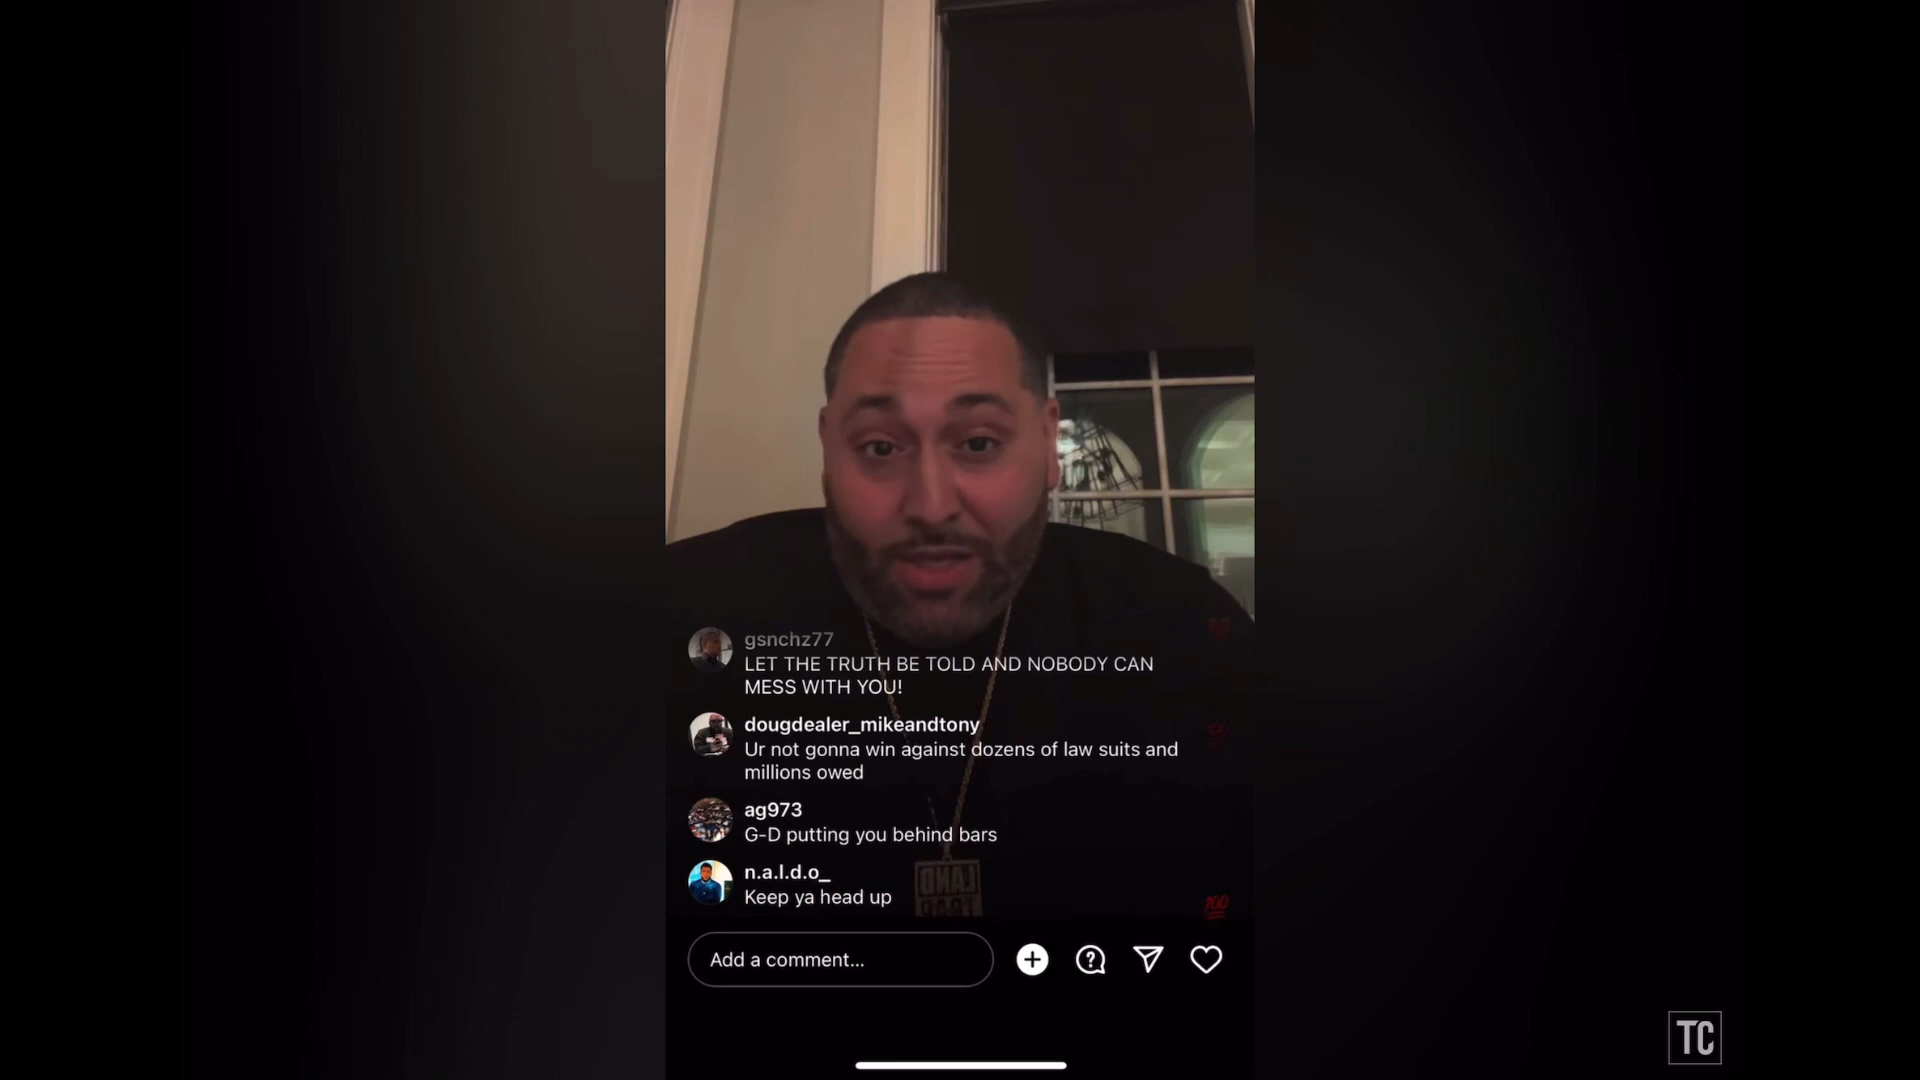 gsnchz77
LET THE TRUTH BE TOLD AND NOBODY CAN
MESS WITH YOU!
dougdealer_mikeandtony
Ur not gonna win against dozens of law suits and
millions owed
ag973
G-D putting you behind bars
n.a.l.d.o_
Keep ya head up
LAND
100
Add a comment...
TC